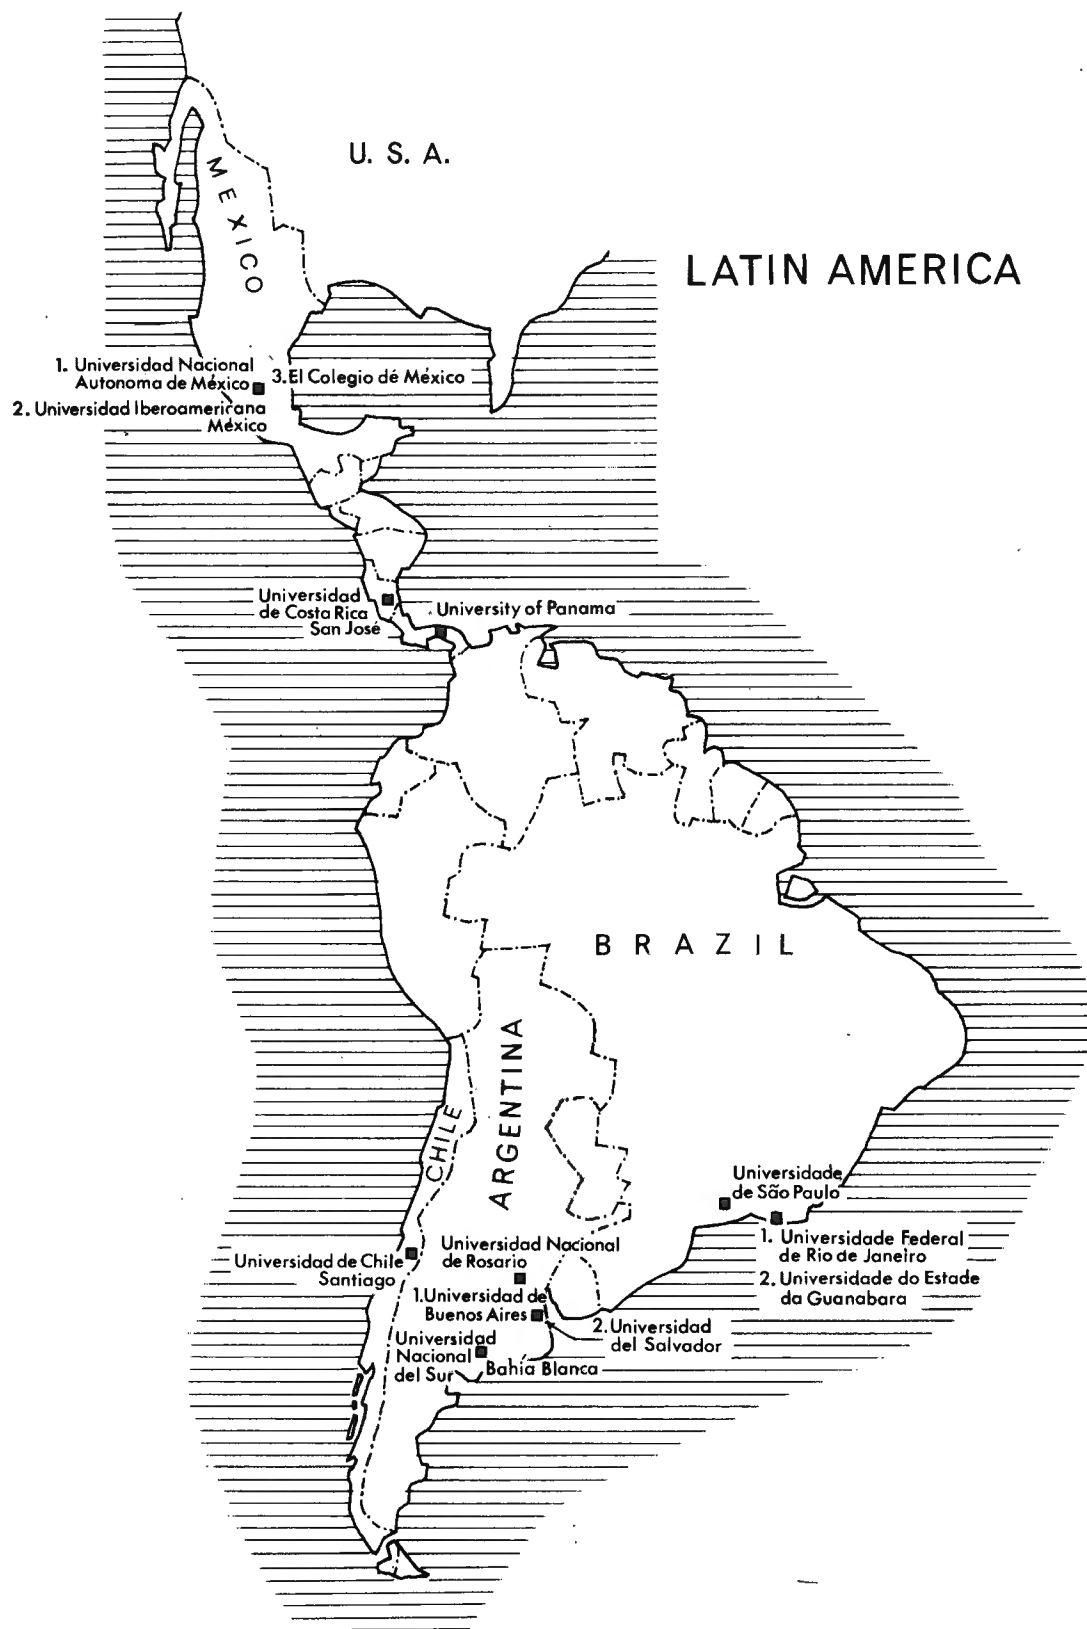 U. S. A.
MEXICO
LATIN AMERICA
1. Universidad Nacional
Autonoma de México
3. El Colegio dé México
2. Universidad Iberoamericana
México
Universidad
de Costa Rica
San José
University of Panama
BRAZIL
ARGENTINA
CHILE
Universidade
de São Paulo
1. Universidade Federal
de Rio de Janeiro
2. Universidade do Estade
da Guanabara
Universidad de Chile
Santiago
Universidad Nacional
de Rosario
1. Universidad de
Buenos Aires
2. Universidad
del Salvador
Universidad
Nacional
del Sur
Bahía Blanca